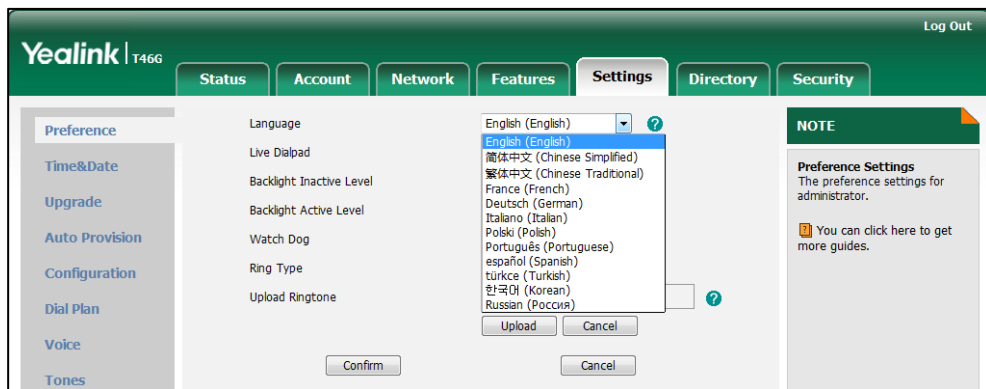 Log Out
Yealink | T46G
Status Account Network Features Settings Directory Security
Preference
Time&Date
Upgrade
Auto Provision
Configuration
Dial Plan
Voice
Tones
Language English (English) ?
English (English)
简体中文 (Chinese Simplified)
繁体中文 (Chinese Traditional)
France (French)
Deutsch (German)
Italiano (Italian)
Polski (Polish)
Português (Portuguese)
español (Spanish)
türkce (Turkish)
한국어 (Korean)
Russian (Россия)
Live Dialpad
Backlight Inactive Level
Backlight Active Level
Watch Dog
Ring Type
Upload Ringtone ?
Upload Cancel
Confirm Cancel
NOTE
Preference Settings
The preference settings for
administrator.
? You can click here to get
more guides.